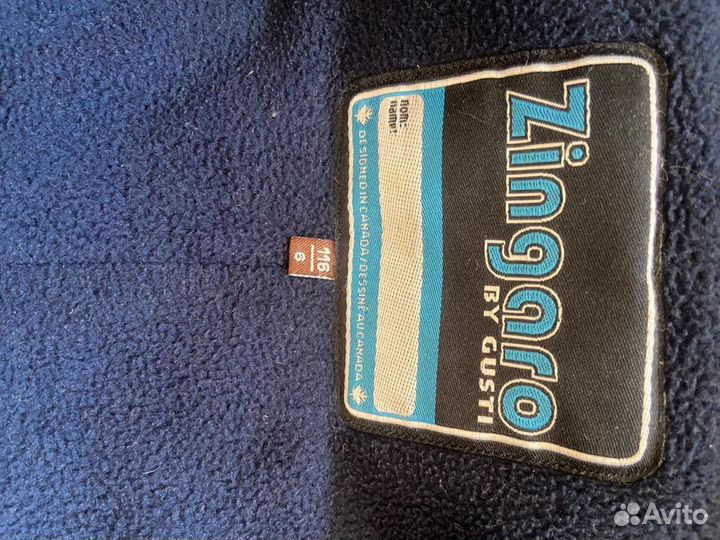 Zingaro
BY GUSTI
nom:
name:
DESIGNED IN CANADA / DESSINÉ AU CANADA
116
6
Avito